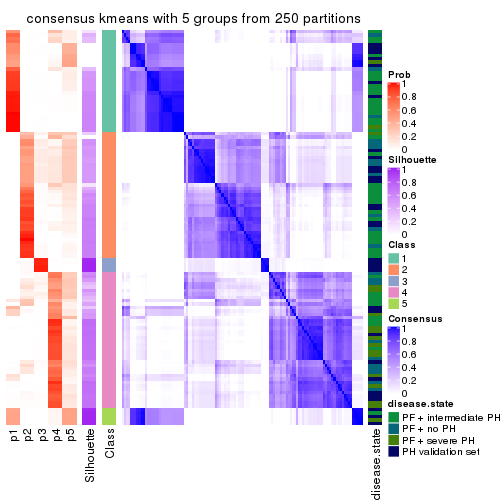 consensus kmeans with 5 groups from 250 partitions
Prob
1
0.8
0.6
0.4
0.2
0
Silhouette
1
0.8
0.6
0.4
0.2
0
Class
1
2
3
4
5
Consensus
1
0.8
0.6
0.4
0.2
0
disease.state
PF + intermediate PH
PF + no PH
PF + severe PH
PH validation set
p1
p2
p3
p4
p5
Silhouette
Class
disease.state